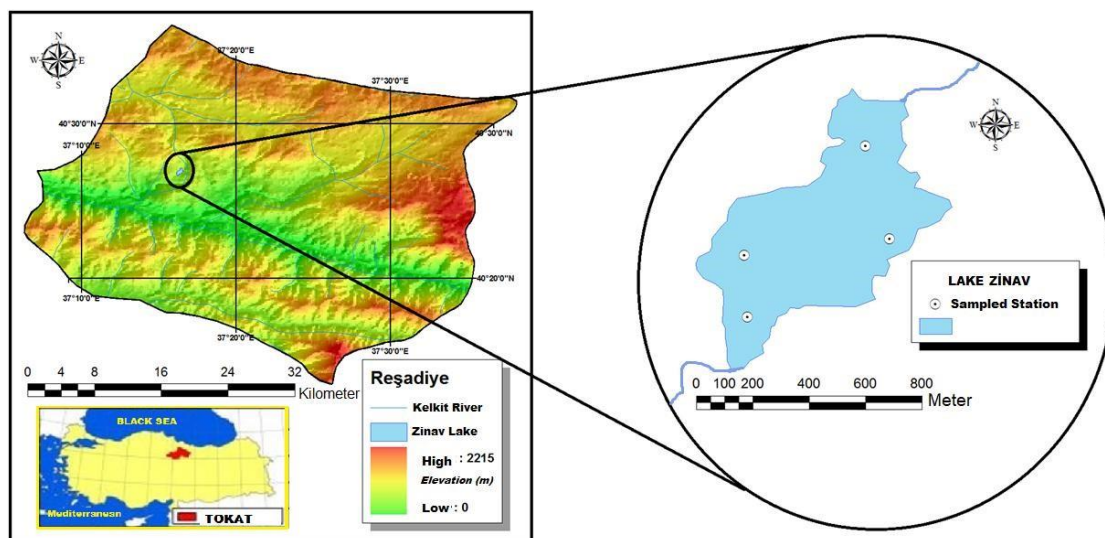 N
W E
S
37°20'0"E
37°30'0"E
40°30'0"N
40°30'0"N
37°10'0"E
40°20'0"N
37°10'0"E
37°20'0"E
37°30'0"E
0 4 8 16 24 32
Kilometer
BLACK SEA
Mediterranean
TOKAT
Reşadiye
Kelkit River
Zinav Lake
High : 2215
Elevation (m)
Low : 0
N
W E
S
LAKE ZİNAV
Sampled Station
0 100 200 400 600 800
Meter